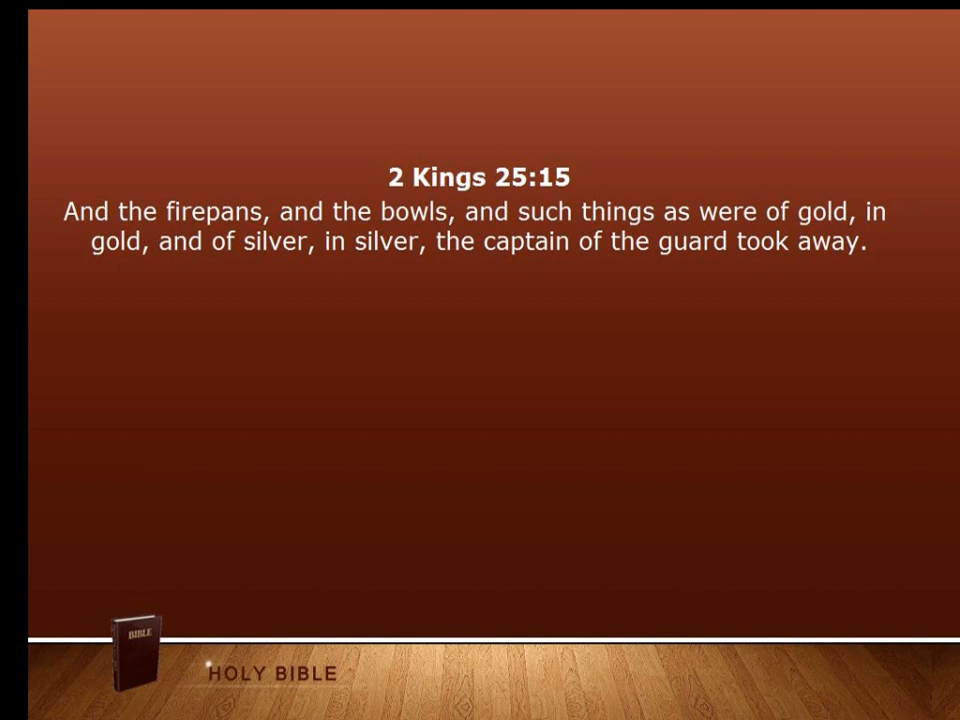 2 Kings 25:15
And the firepans, and the bowls, and such things as were of gold, in
gold, and of silver, in silver, the captain of the guard took away.
BIBLE
HOLY BIBLE